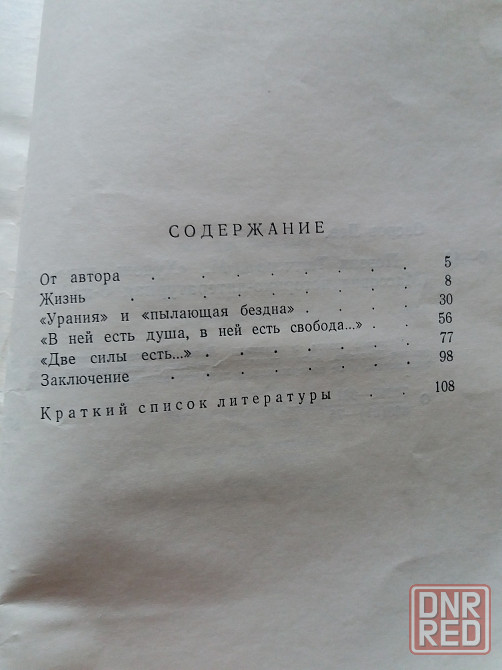 СОДЕРЖАНИЕ
От автора . . . . . . . . 5
Жизнь . . . . . . . . . 8
«Урания» и «пылающая бездна» . . . . 30
«В ней есть душа, в ней есть свобода...» . . 56
«Две силы есть...» . . . . . . . 77
Заключение . . . . . . . . 98
Краткий список литературы . . 108
DNR
RED